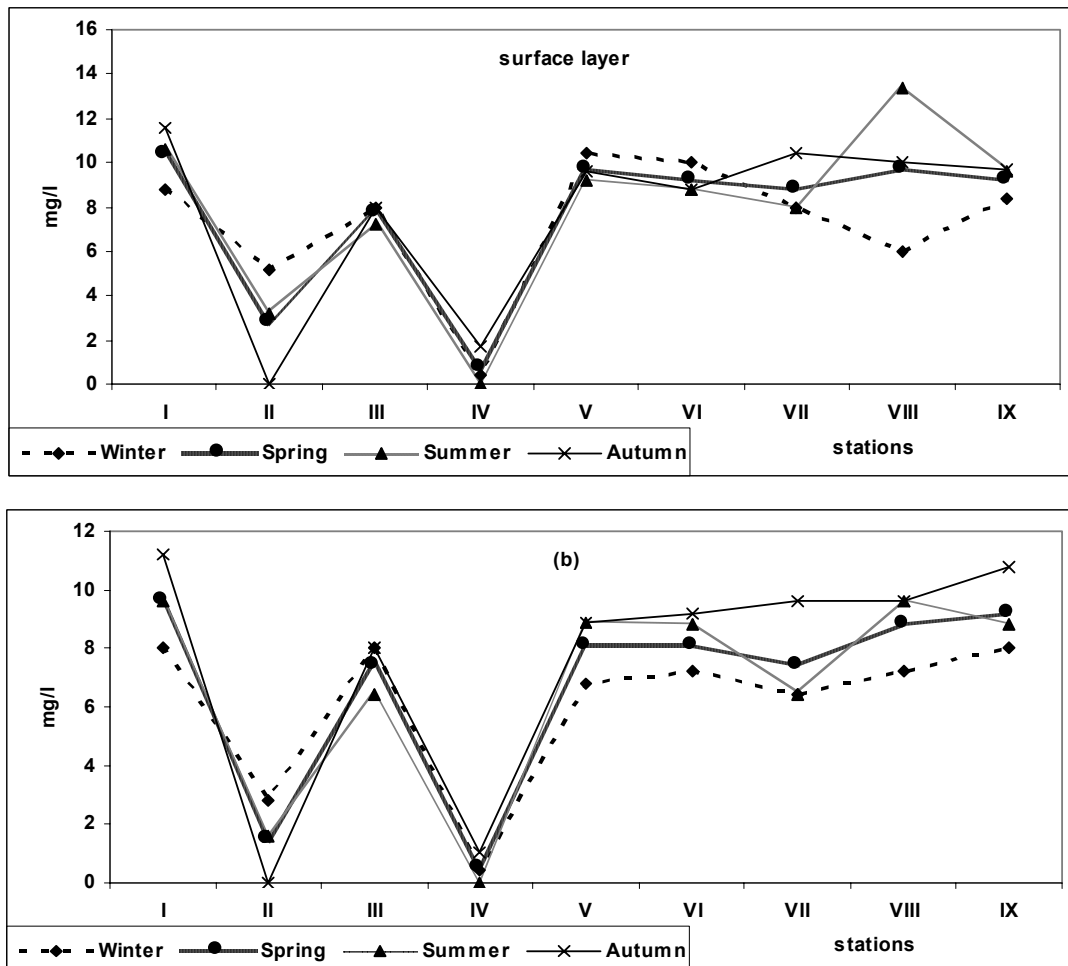 surface layer
16
14
12
10
8
6
4
2
0
mg/l
I II III IV V VI VII VIII IX
stations
Winter Spring Summer Autumn
(b)
12
10
8
6
4
2
0
mg/l
I II III IV V VI VII VIII IX
stations
Winter Spring Summer Autumn